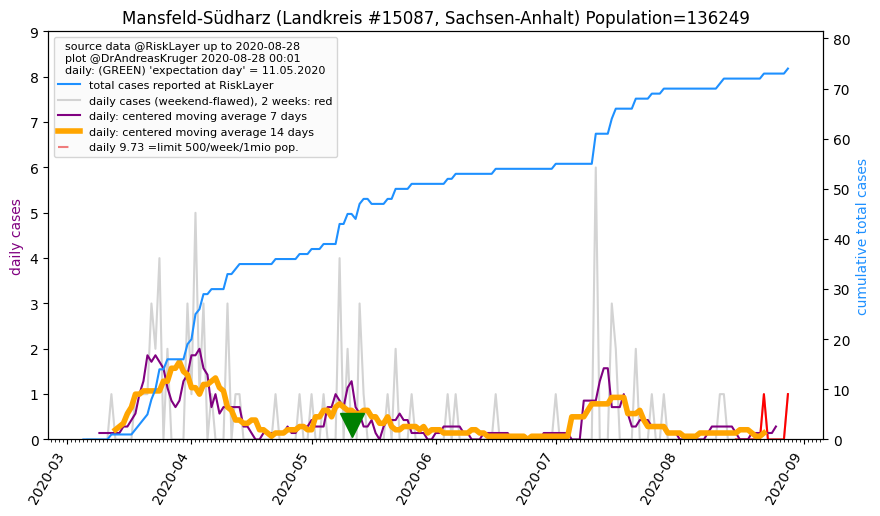 Mansfeld-Südharz (Landkreis #15087, Sachsen-Anhalt) Population=136249
source data @RiskLayer up to 2020-08-28
plot @DrAndreasKruger 2020-08-28 00:01
daily: (GREEN) 'expectation day' = 11.05.2020
total cases reported at RiskLayer
daily cases (weekend-flawed), 2 weeks: red
daily: centered moving average 7 days
daily: centered moving average 14 days
daily 9.73 =limit 500/week/1mio pop.
daily cases
9
8
7
6
5
4
3
2
1
0
80
70
60
50
40
30
20
10
0
cumulative total cases
2020-03
2020-04
2020-05
2020-06
2020-07
2020-08
2020-09